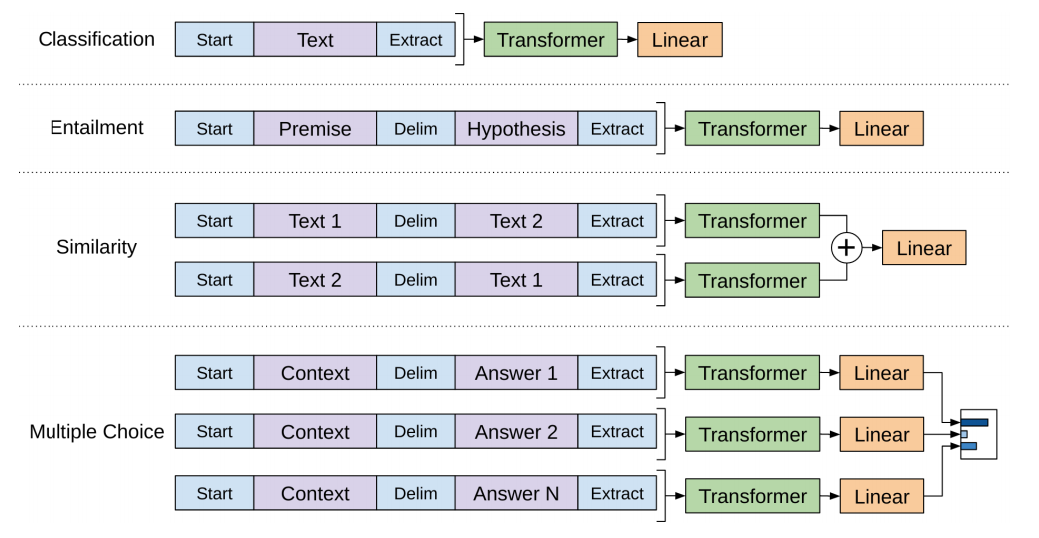 Classification Start Text Extract Transformer Linear
Entailment Start Premise Delim Hypothesis Extract Transformer Linear
Start Text 1 Delim Text 2 Extract Transformer
Similarity + Linear
Start Text 2 Delim Text 1 Extract Transformer
Start Context Delim Answer 1 Extract Transformer Linear
Multiple Choice Start Context Delim Answer 2 Extract Transformer Linear
Start Context Delim Answer N Extract Transformer Linear